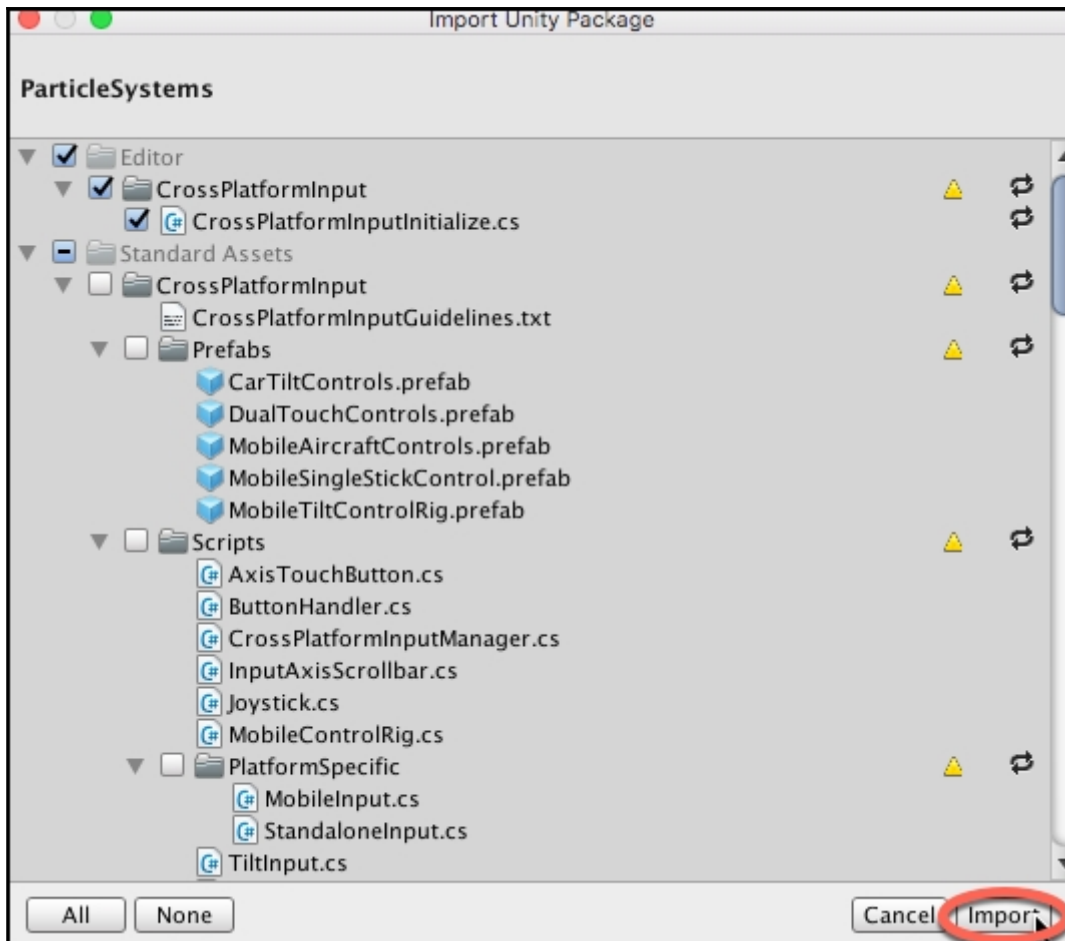 Import Unity Package
ParticleSystems
Editor
CrossPlatformInput
CrossPlatformInputInitialize.cs
Standard Assets
CrossPlatformInput
CrossPlatformInputGuidelines.txt
Prefabs
CarTiltControls.prefab
DualTouchControls.prefab
MobileAircraftControls.prefab
MobileSingleStickControl.prefab
MobileTiltControlRig.prefab
Scripts
AxisTouchButton.cs
ButtonHandler.cs
CrossPlatformInputManager.cs
InputAxisScrollbar.cs
Joystick.cs
MobileControlRig.cs
PlatformSpecific
MobileInput.cs
StandaloneInput.cs
TiltInput.cs
All None Cancel Import